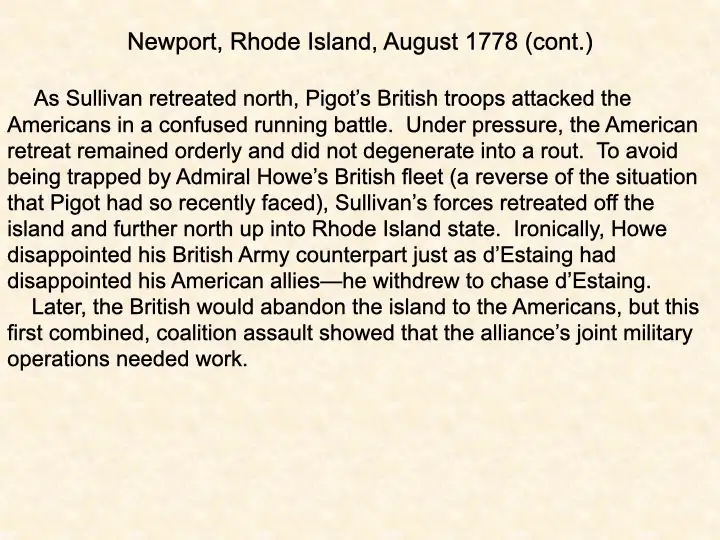 Newport, Rhode Island, August 1778 (cont.)
As Sullivan retreated north, Pigot’s British troops attacked the
Americans in a confused running battle.  Under pressure, the American
retreat remained orderly and did not degenerate into a rout.  To avoid
being trapped by Admiral Howe’s British fleet (a reverse of the situation
that Pigot had so recently faced), Sullivan’s forces retreated off the
island and further north up into Rhode Island state.  Ironically, Howe
disappointed his British Army counterpart just as d’Estaing had
disappointed his American allies—he withdrew to chase d’Estaing.
Later, the British would abandon the island to the Americans, but this
first combined, coalition assault showed that the alliance’s joint military
operations needed work.